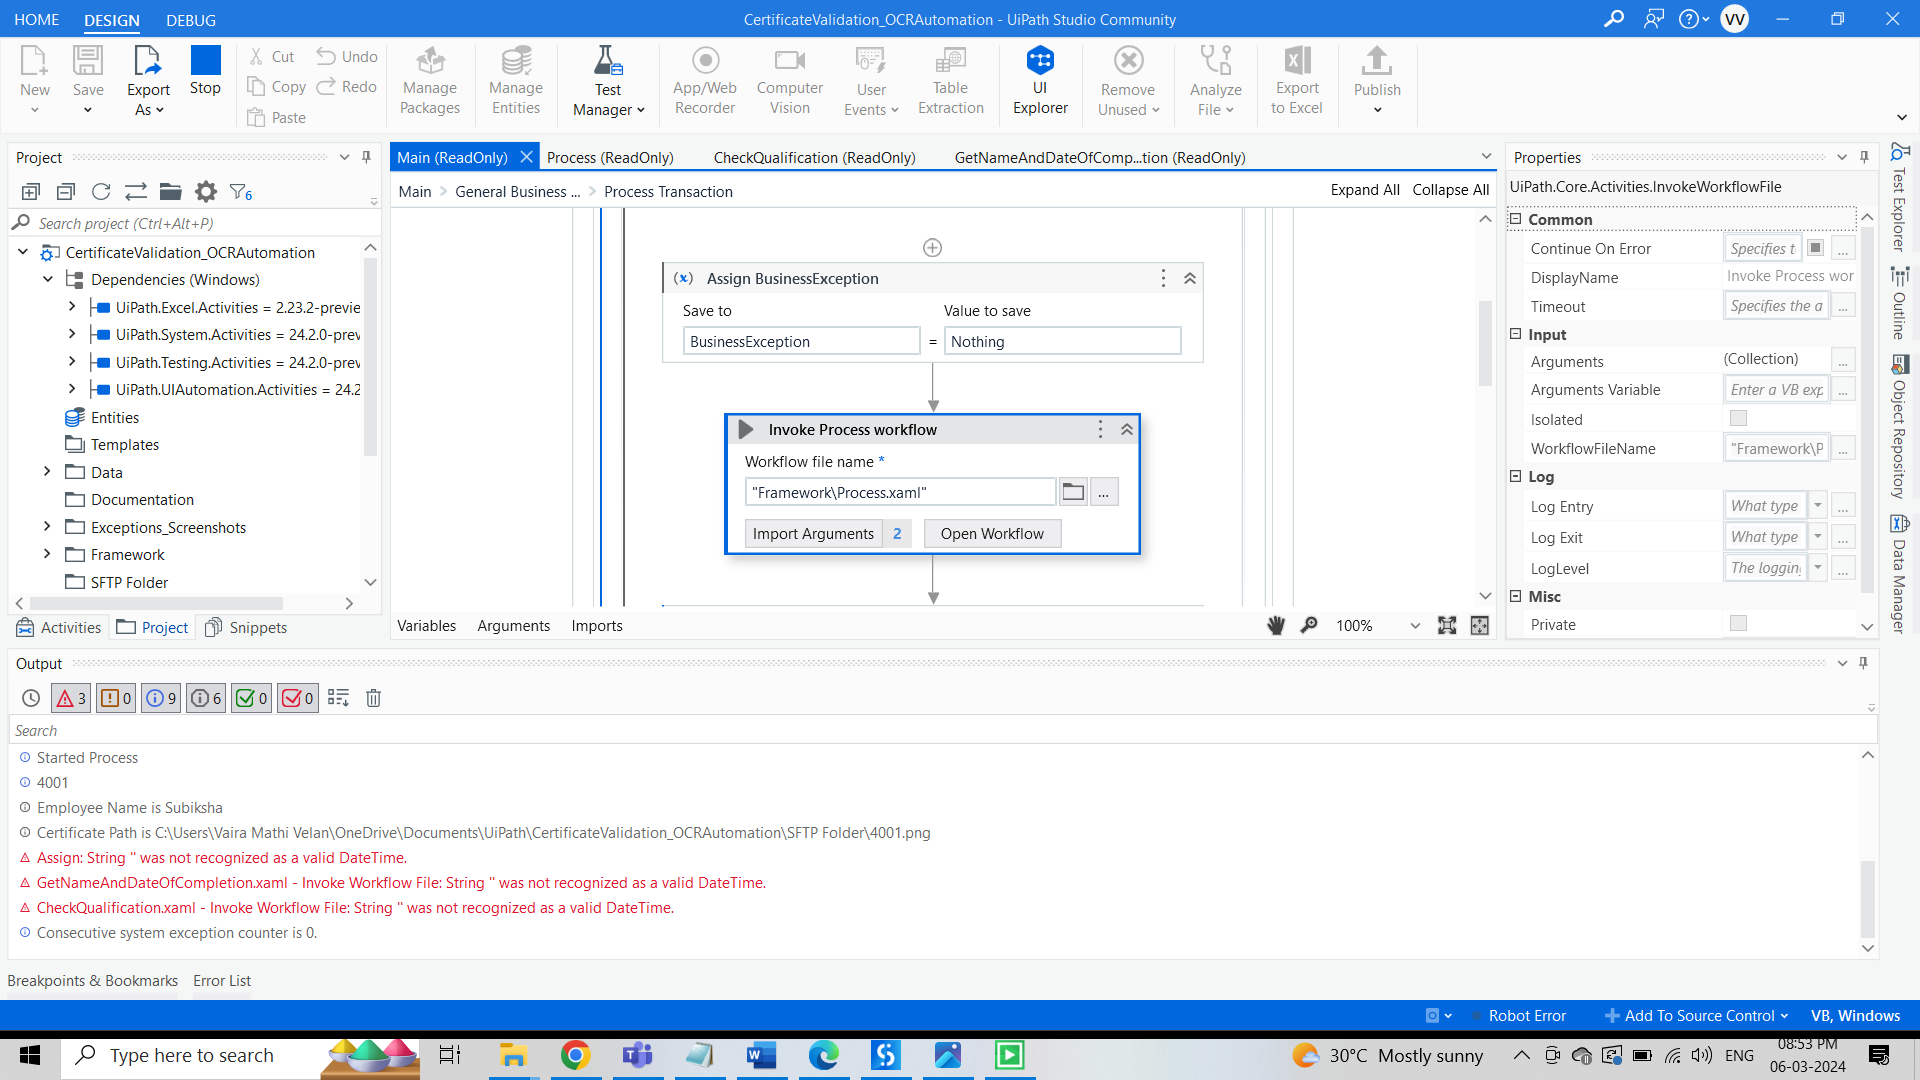 HOME DESIGN DEBUG
CertificateValidation_OCRAutomation - UiPath Studio Community
VV
New
Save
Export As
Stop
Cut
Copy
Paste
Undo
Redo
Manage Packages
Manage Entities
Test Manager
App/Web Recorder
Computer Vision
User Events
Table Extraction
UI Explorer
Remove Unused
Analyze File
Export to Excel
Publish
Project
6
Search project (Ctrl+Alt+P)
CertificateValidation_OCRAutomation
Dependencies (Windows)
UiPath.Excel.Activities = 2.23.2-previe
UiPath.System.Activities = 24.2.0-prev
UiPath.Testing.Activities = 24.2.0-prev
UiPath.UIAutomation.Activities = 24.2
Entities
Templates
Data
Documentation
Exceptions_Screenshots
Framework
SFTP Folder
Activities Project Snippets
Main (ReadOnly) Process (ReadOnly) CheckQualification (ReadOnly) GetNameAndDateOfComp...tion (ReadOnly)
Main > General Business ... > Process Transaction
Expand All Collapse All
(x) Assign BusinessException
Save to Value to save
BusinessException = Nothing
Invoke Process workflow
Workflow file name *
"Framework\Process.xaml" ...
Import Arguments 2 Open Workflow
Variables Arguments Imports
100%
Properties
UiPath.Core.Activities.InvokeWorkflowFile
Common
Continue On Error Specifies t ...
DisplayName Invoke Process wor
Timeout Specifies the a ...
Input
Arguments (Collection) ...
Arguments Variable Enter a VB exp ...
Isolated
WorkflowFileName "Framework\P ...
Log
Log Entry What type ...
Log Exit What type ...
LogLevel The logging ...
Misc
Private
Test Explorer
Outline
Object Repository
Data Manager
Output
3 0 9 6 0 0
Search
Started Process
4001
Employee Name is Subiksha
Certificate Path is C:\Users\Vaira Mathi Velan\OneDrive\Documents\UiPath\CertificateValidation_OCRAutomation\SFTP Folder\4001.png
Assign: String '' was not recognized as a valid DateTime.
GetNameAndDateOfCompletion.xaml - Invoke Workflow File: String '' was not recognized as a valid DateTime.
CheckQualification.xaml - Invoke Workflow File: String '' was not recognized as a valid DateTime.
Consecutive system exception counter is 0.
Breakpoints & Bookmarks Error List
Robot Error Add To Source Control VB, Windows
Type here to search
30°C Mostly sunny
ENG
08:53 PM
06-03-2024